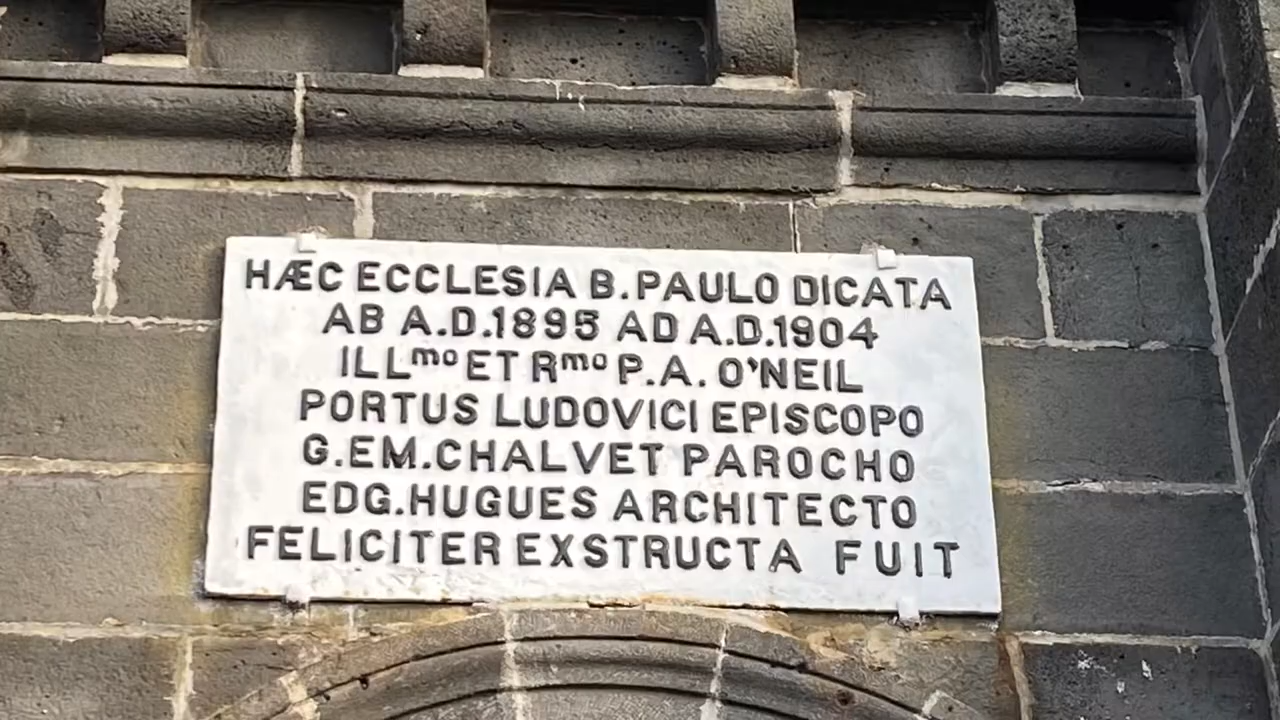 HÆC ECCLESIA B.PAULO DICATA
AB A.D.1895 AD A.D.1904
ILLᵐᵒ ET Rᵐᵒ P.A. O'NEIL
PORTUS LUDOVICI EPISCOPO
G.EM.CHALVET PAROCHO
EDG.HUGUES ARCHITECTO
FELICITER EXSTRUCTA FUIT